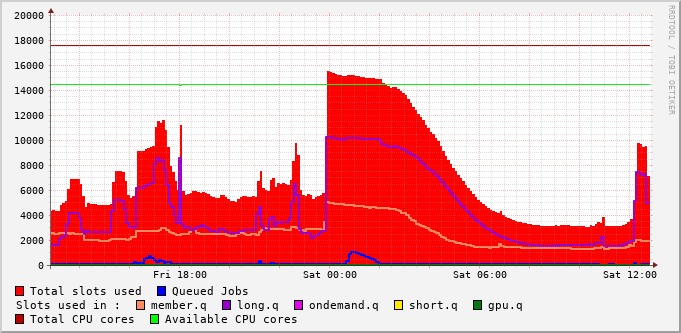 RRDTOOL / TOBI OETIKER
20000
18000
16000
14000
12000
10000
8000
6000
4000
2000
0
Fri 18:00 Sat 00:00 Sat 06:00 Sat 12:00
Total slots used Queued Jobs
Slots used in : member.q long.q ondemand.q short.q gpu.q
Total CPU cores Available CPU cores